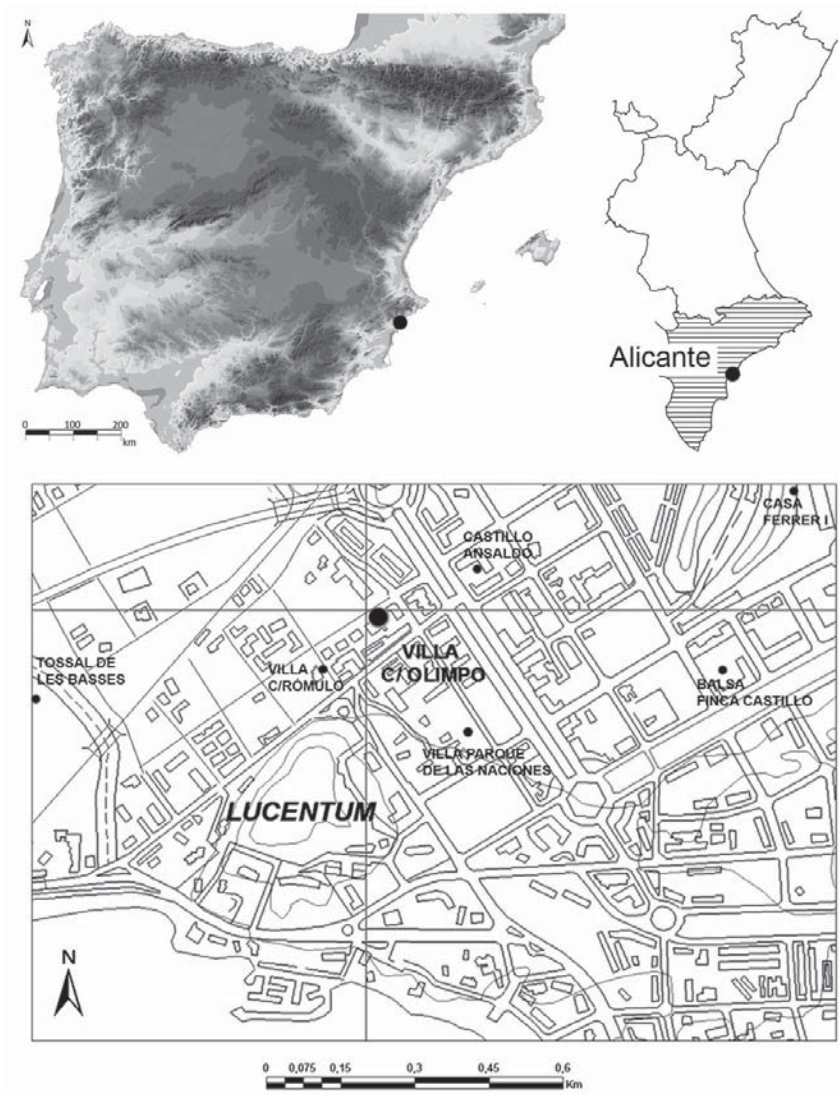 N
0 100 200
km
Alicante
CASA
FERRER I
CASTILLO
ANSALDO
TOSSAL DE
LES BASSES
VILLA
C/RÓMULO
VILLA
C/ OLIMPO
BALSA
FINCA CASTILLO
VILLA PARQUE
DE LAS NACIONES
LUCENTUM
N
0 0,075 0,15 0,3 0,45 0,6
Km